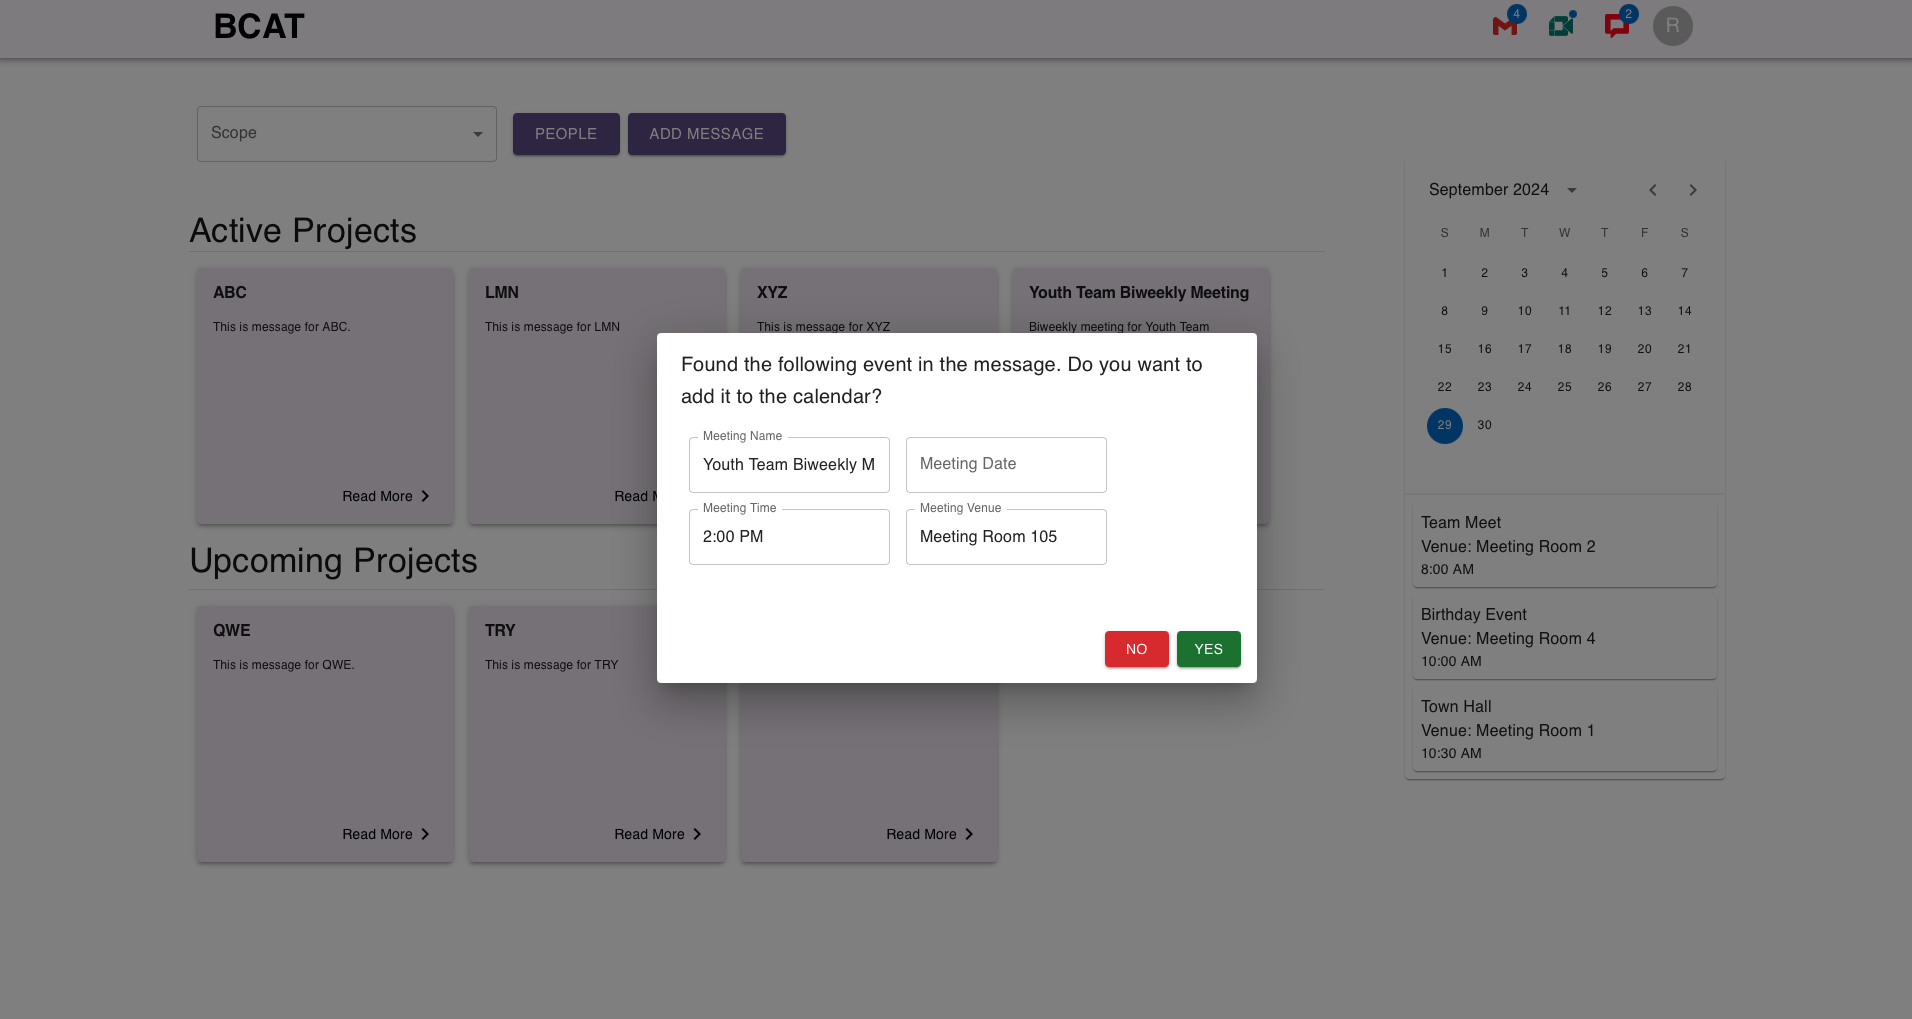 BCAT
4
2
R
Scope
PEOPLE
ADD MESSAGE
Active Projects
ABC
This is message for ABC.
Read More
LMN
This is message for LMN
Read
XYZ
This is message for XYZ
Youth Team Biweekly Meeting
Biweekly meeting for Youth Team
Found the following event in the message. Do you want to
add it to the calendar?
Meeting Name
Youth Team Biweekly M
Meeting Date
Meeting Time
2:00 PM
Meeting Venue
Meeting Room 105
NO
YES
Upcoming Projects
QWE
This is message for QWE.
Read More
TRY
This is message for TRY
Read More
Read More
September 2024
S M T W T F S
1 2 3 4 5 6 7
8 9 10 11 12 13 14
15 16 17 18 19 20 21
22 23 24 25 26 27 28
29 30
Team Meet
Venue: Meeting Room 2
8:00 AM
Birthday Event
Venue: Meeting Room 4
10:00 AM
Town Hall
Venue: Meeting Room 1
10:30 AM